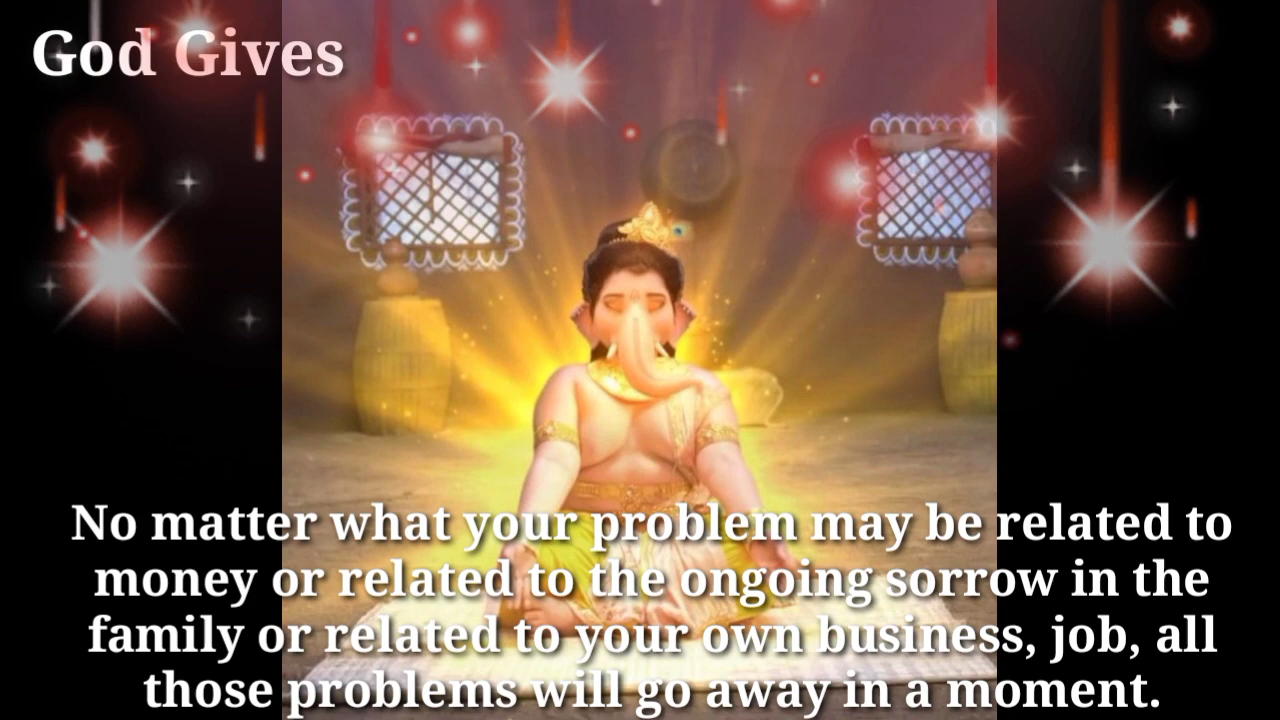 God Gives
No matter what your problem may be related to
money or related to the ongoing sorrow in the
family or related to your own business, job, all
those problems will go away in a moment.